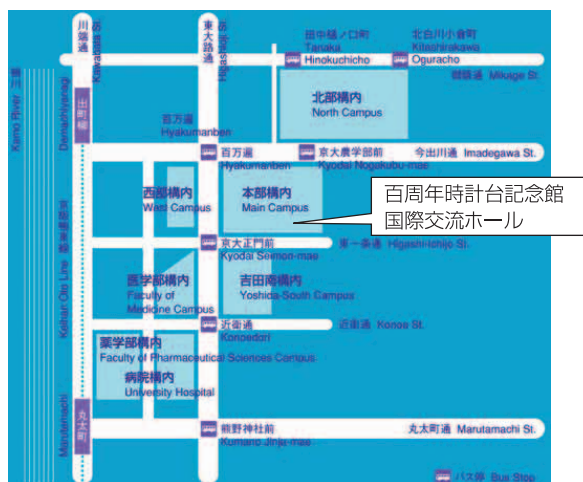 川端通
Kawabata St.
東大路通
Higashioji St.
田中樋ノ口町
Tanaka
Hinokuchicho
北白川小倉町
Kitashirakawa
Oguracho
御蔭通 Mikage St.
鴨川 Kamo River
出町柳
Demachiyanagi
北部構内
North Campus
百万遍
Hyakumanben
百万遍
Hyakumanben
京大農学部前
Kyodai Nogakubu-mae
今出川通 Imadegawa St.
西部構内
West Campus
本部構内
Main Campus
百周年時計台記念館
国際交流ホール
京大正門前
Kyodai Seimon-mae
東一条通 Higashi-Ichijo St.
京阪鴨東線
Keihan Oto Line
医学部構内
Faculty of
Medicine Campus
吉田南構内
Yoshida-South Campus
近衛通
Konoedori
近衛通 Konoe St.
薬学部構内
Faculty of Pharmaceutical Sciences Campus
病院構内
University Hospital
丸太町
Marutamachi
熊野神社前
Kumano Jinja-mae
丸太町通 Marutamachi St.
バス停 Bus Stop